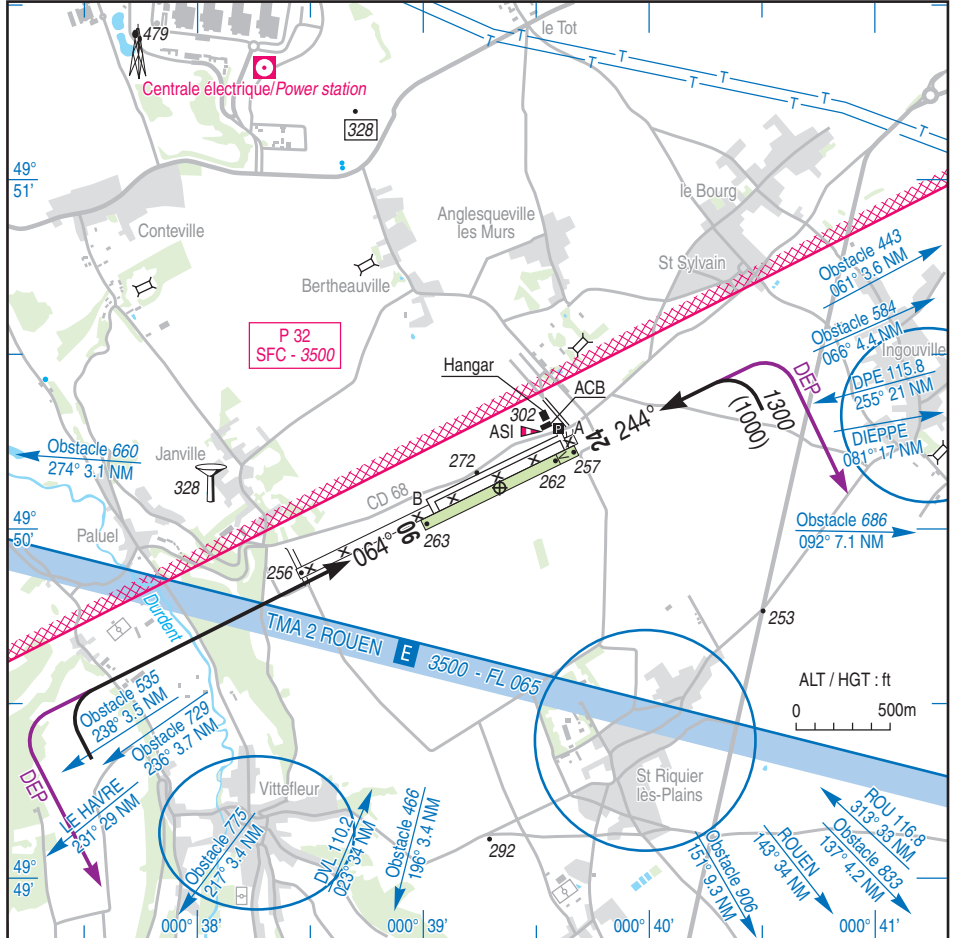 479
Centrale électrique/Power station
328
le Tot
T
T
T
T
T
T
T
T
49°
51'
Conteville
Anglesqueville
les Murs
le Bourg
St Sylvain
Bertheauville
P 32
SFC - 3500
Obstacle 443
061° 3.6 NM
Obstacle 584
066° 4.4 NM
Ingouville
DPE 115.8
255° 21 NM
DIEPPE
081° 17 NM
DEP
1300
(1000)
Hangar
ACB
302
ASI
P
A
24
244°
257
262
272
Obstacle 660
274° 3.1 NM
Janville
328
CD 68
B
263
06
064°
256
49°
50'
Paluel
Obstacle 686
092° 7.1 NM
Durdent
TMA 2 ROUEN E 3500 - FL 065
253
ALT / HGT : ft
0 500m
Obstacle 535
238° 3.5 NM
Obstacle 729
236° 3.7 NM
DEP
LE HAVRE
231° 29 NM
Vittefleur
Obstacle 775
217° 3.4 NM
DVL 110.2
023° 34 NM
Obstacle 466
196° 3.4 NM
292
St Riquier
les-Plains
ROU 116.8
313° 33 NM
Obstacle 833
137° 4.2 NM
ROUEN
143° 34 NM
Obstacle 906
151° 9.3 NM
49°
49'
000° 38'
000° 39'
000° 40'
000° 41'